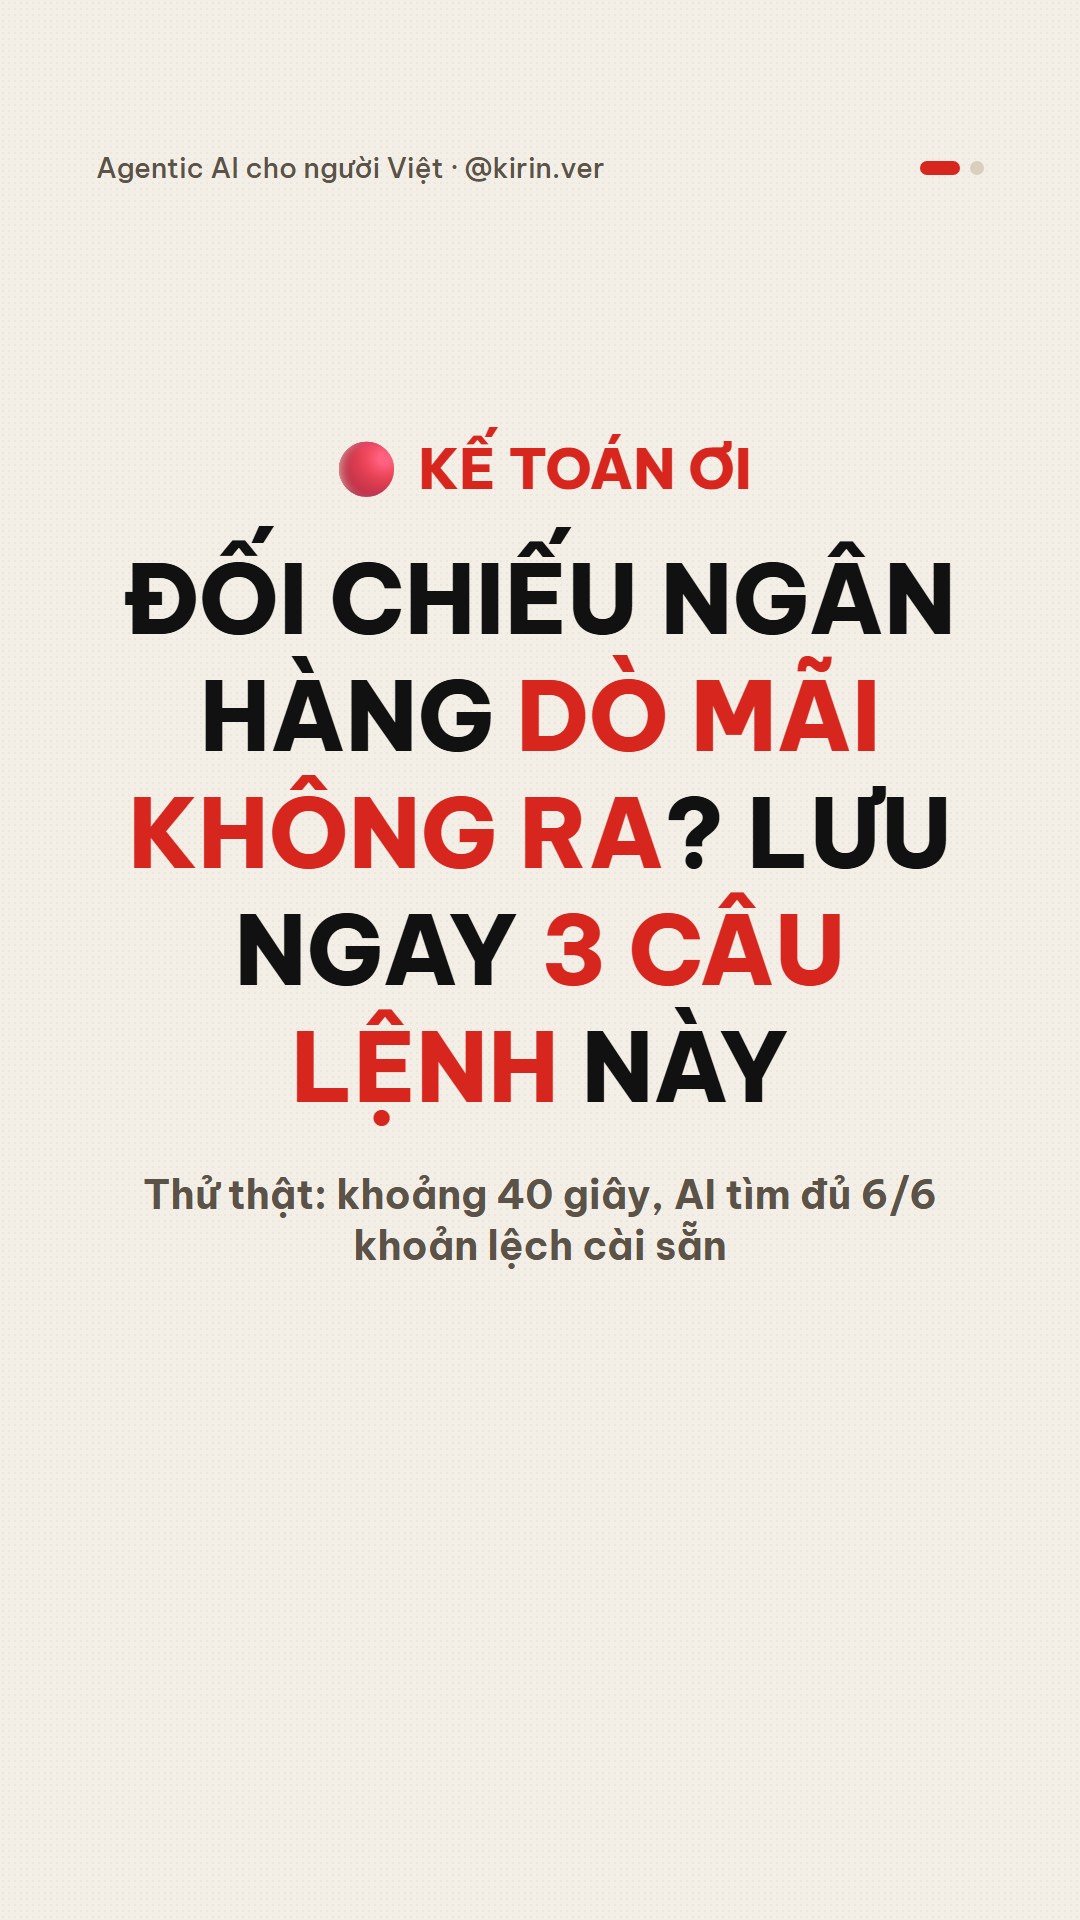 Agentic AI cho người Việt · @kirin.ver
KẾ TOÁN ƠI
ĐỐI CHIẾU NGÂN
HÀNG DÒ MÃI
KHÔNG RA? LƯU
NGAY 3 CÂU
LỆNH NÀY
Thử thật: khoảng 40 giây, AI tìm đủ 6/6
khoản lệch cài sẵn